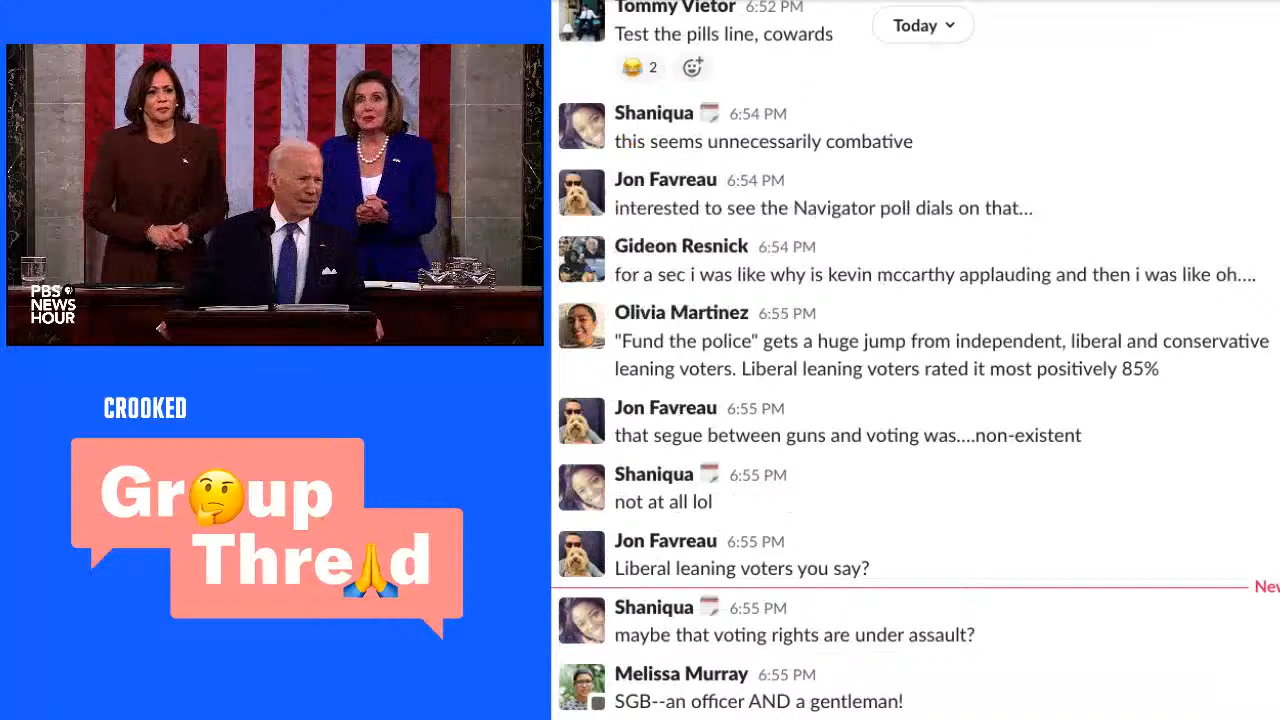 PBS
NEWS
HOUR
CROOKED
Gr🤔up
Thre🙏d
Tommy Vietor 6:52 PM
Today
Test the pills line, cowards
😂 2
Shaniqua 6:54 PM
this seems unnecessarily combative
Jon Favreau 6:54 PM
interested to see the Navigator poll dials on that...
Gideon Resnick 6:54 PM
for a sec i was like why is kevin mccarthy applauding and then i was like oh....
Olivia Martinez 6:55 PM
"Fund the police" gets a huge jump from independent, liberal and conservative
leaning voters. Liberal leaning voters rated it most positively 85%
Jon Favreau 6:55 PM
that segue between guns and voting was....non-existent
Shaniqua 6:55 PM
not at all lol
Jon Favreau 6:55 PM
Liberal leaning voters you say?
New
Shaniqua 6:55 PM
maybe that voting rights are under assault?
Melissa Murray 6:55 PM
SGB--an officer AND a gentleman!